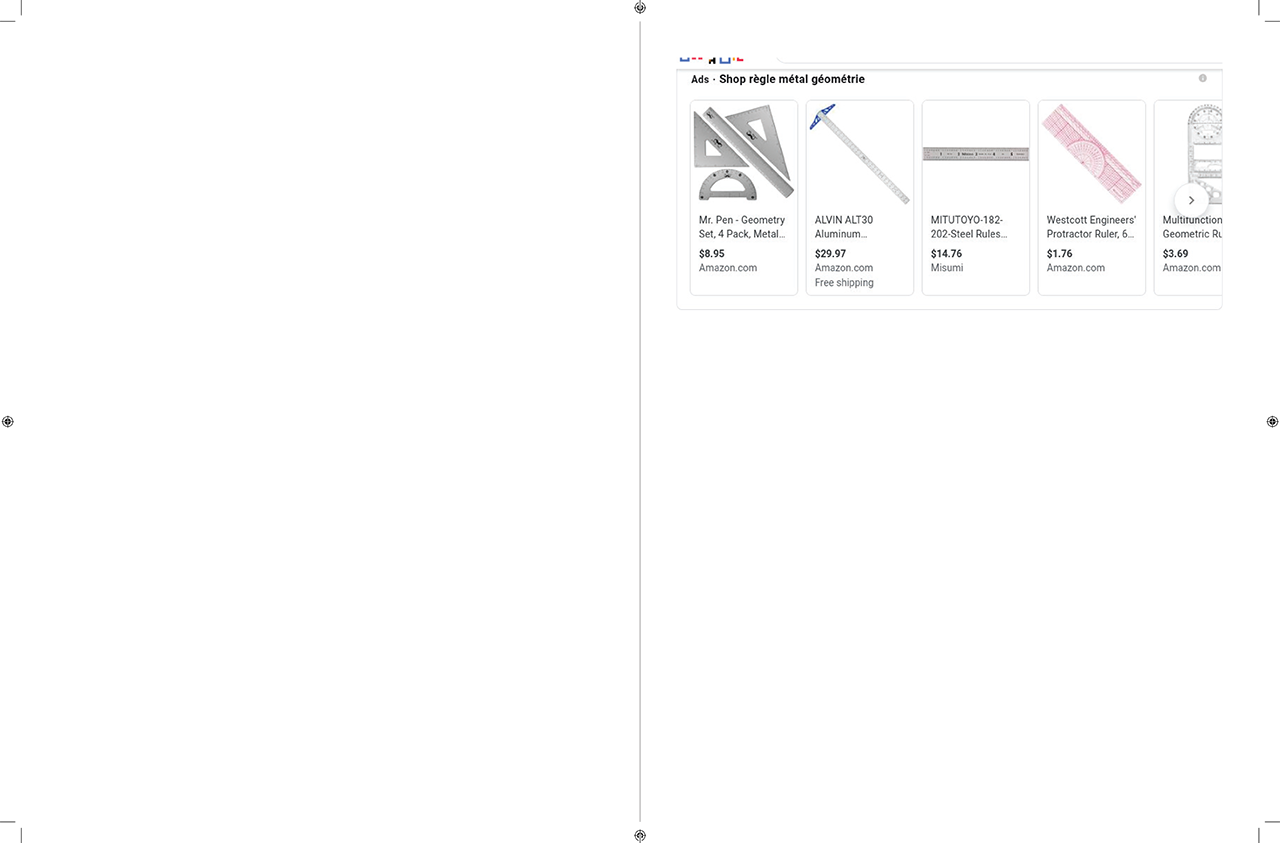 Ads · Shop règle métal géométrie
Mr. Pen - Geometry
Set, 4 Pack, Metal...
$8.95
Amazon.com
ALVIN ALT30
Aluminum...
$29.97
Amazon.com
Free shipping
MITUTOYO-182-
202-Steel Rules...
$14.76
Misumi
Westcott Engineers'
Protractor Ruler, 6...
$1.76
Amazon.com
Multifunction
Geometric Ru
$3.69
Amazon.com